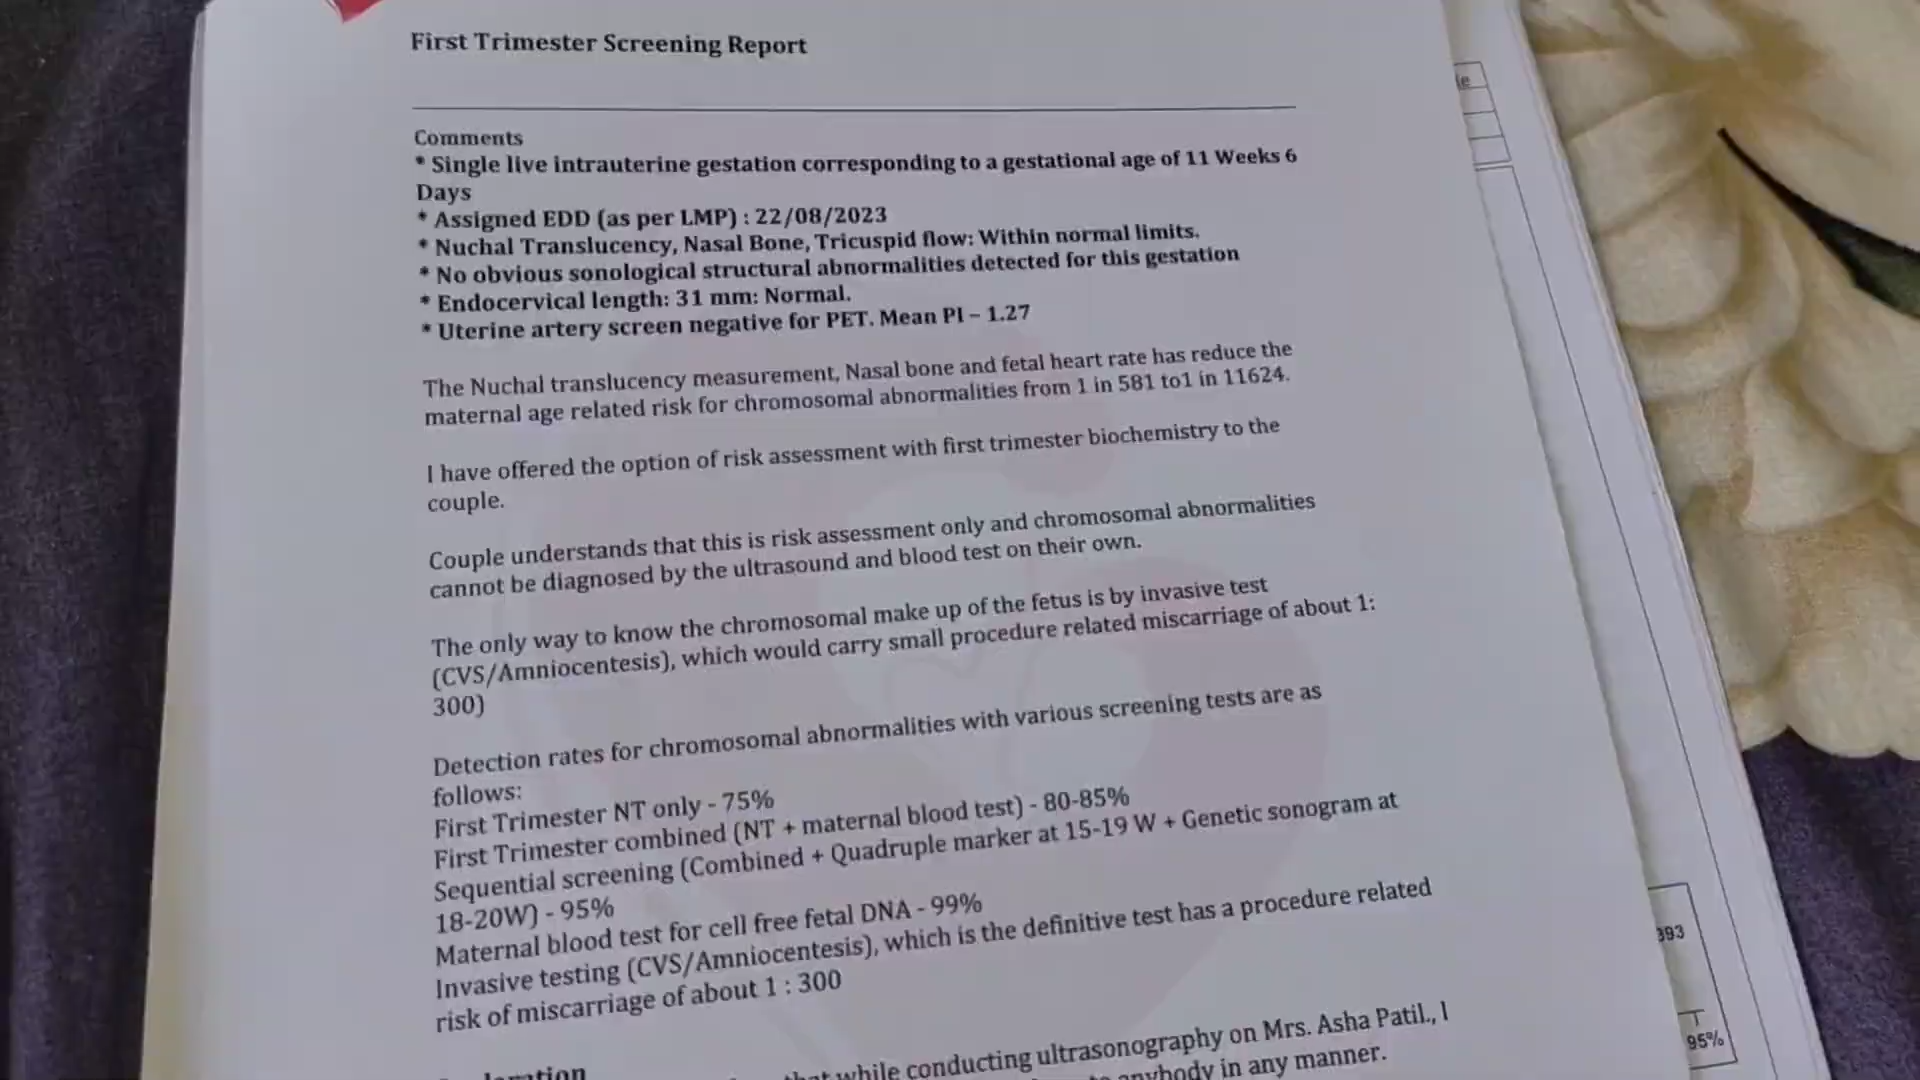 First Trimester Screening Report
Comments
* Single live intrauterine gestation corresponding to a gestational age of 11 Weeks 6
Days
* Assigned EDD (as per LMP) : 22/08/2023
* Nuchal Translucency, Nasal Bone, Tricuspid flow: Within normal limits.
* No obvious sonological structural abnormalities detected for this gestation
* Endocervical length: 31 mm: Normal.
* Uterine artery screen negative for PET. Mean PI – 1.27
The Nuchal translucency measurement, Nasal bone and fetal heart rate has reduce the
maternal age related risk for chromosomal abnormalities from 1 in 581 to1 in 11624.
I have offered the option of risk assessment with first trimester biochemistry to the
couple.
Couple understands that this is risk assessment only and chromosomal abnormalities
cannot be diagnosed by the ultrasound and blood test on their own.
The only way to know the chromosomal make up of the fetus is by invasive test
(CVS/Amniocentesis), which would carry small procedure related miscarriage of about 1:
300)
Detection rates for chromosomal abnormalities with various screening tests are as
follows:
First Trimester NT only - 75%
First Trimester combined (NT + maternal blood test) - 80-85%
Sequential screening (Combined + Quadruple marker at 15-19 W + Genetic sonogram at
18-20W) - 95%
Maternal blood test for cell free fetal DNA - 99%
Invasive testing (CVS/Amniocentesis), which is the definitive test has a procedure related
risk of miscarriage of about 1 : 300
while conducting ultrasonography on Mrs. Asha Patil., I
anybody in any manner.
393
95%